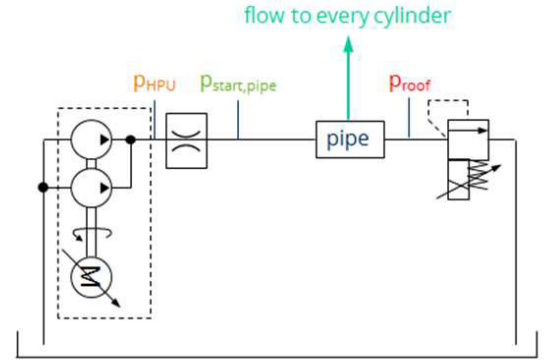 flow to every cylinder
pHPU
pstart,pipe
proof
pipe
M